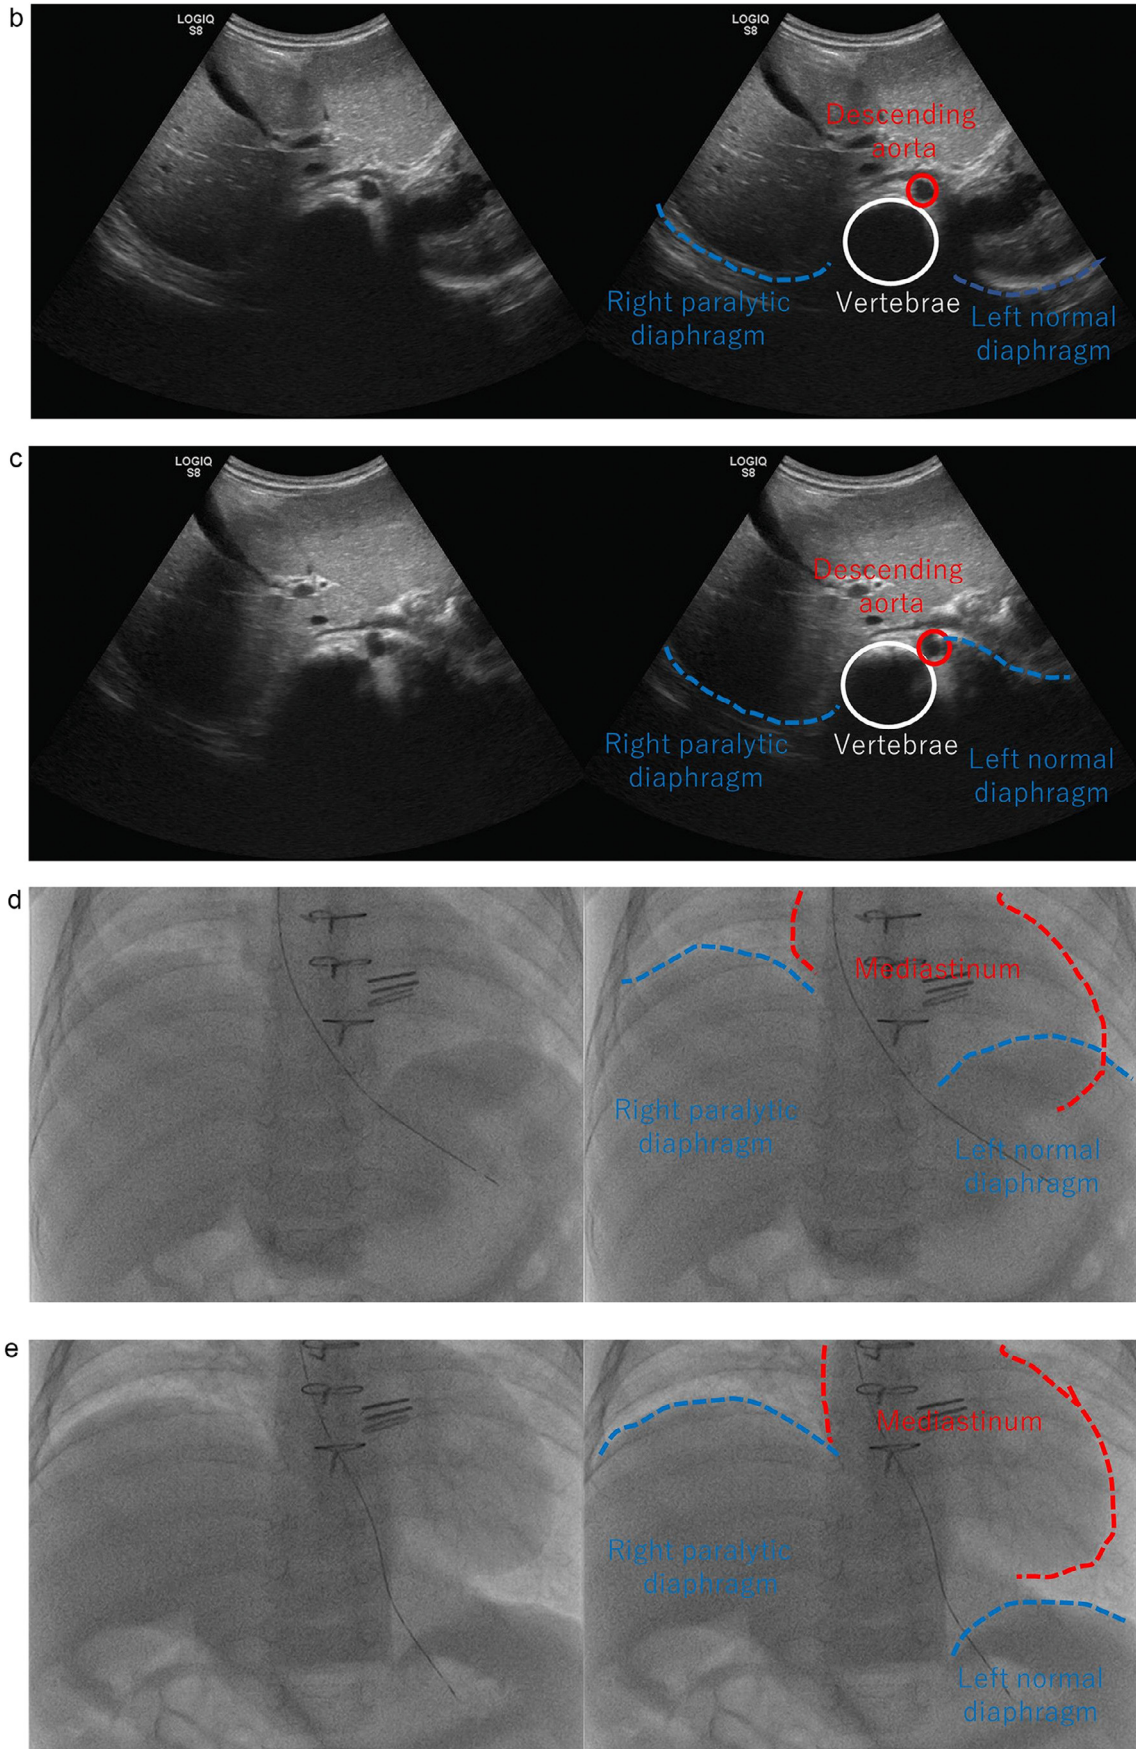 b
LOGIQ
S8
LOGIQ
S8
Descending
aorta
Right paralytic
diaphragm
Vertebrae
Left normal
diaphragm
c
LOGIQ
S8
LOGIQ
S8
Descending
aorta
Right paralytic
diaphragm
Vertebrae
Left normal
diaphragm
d
Mediastinum
Right paralytic
diaphragm
Left normal
diaphragm
e
Mediastinum
Right paralytic
diaphragm
Left normal
diaphragm